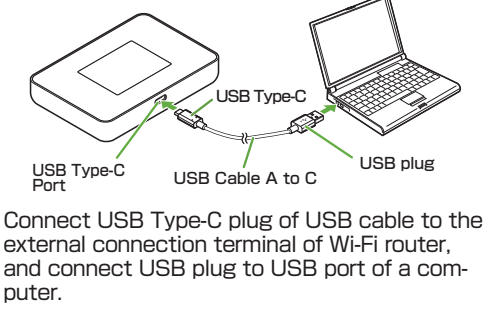 USB Type-C
USB Type-C
Port
USB Cable A to C
USB plug
Connect USB Type-C plug of USB cable to the
external connection terminal of Wi-Fi router,
and connect USB plug to USB port of a com-
puter.